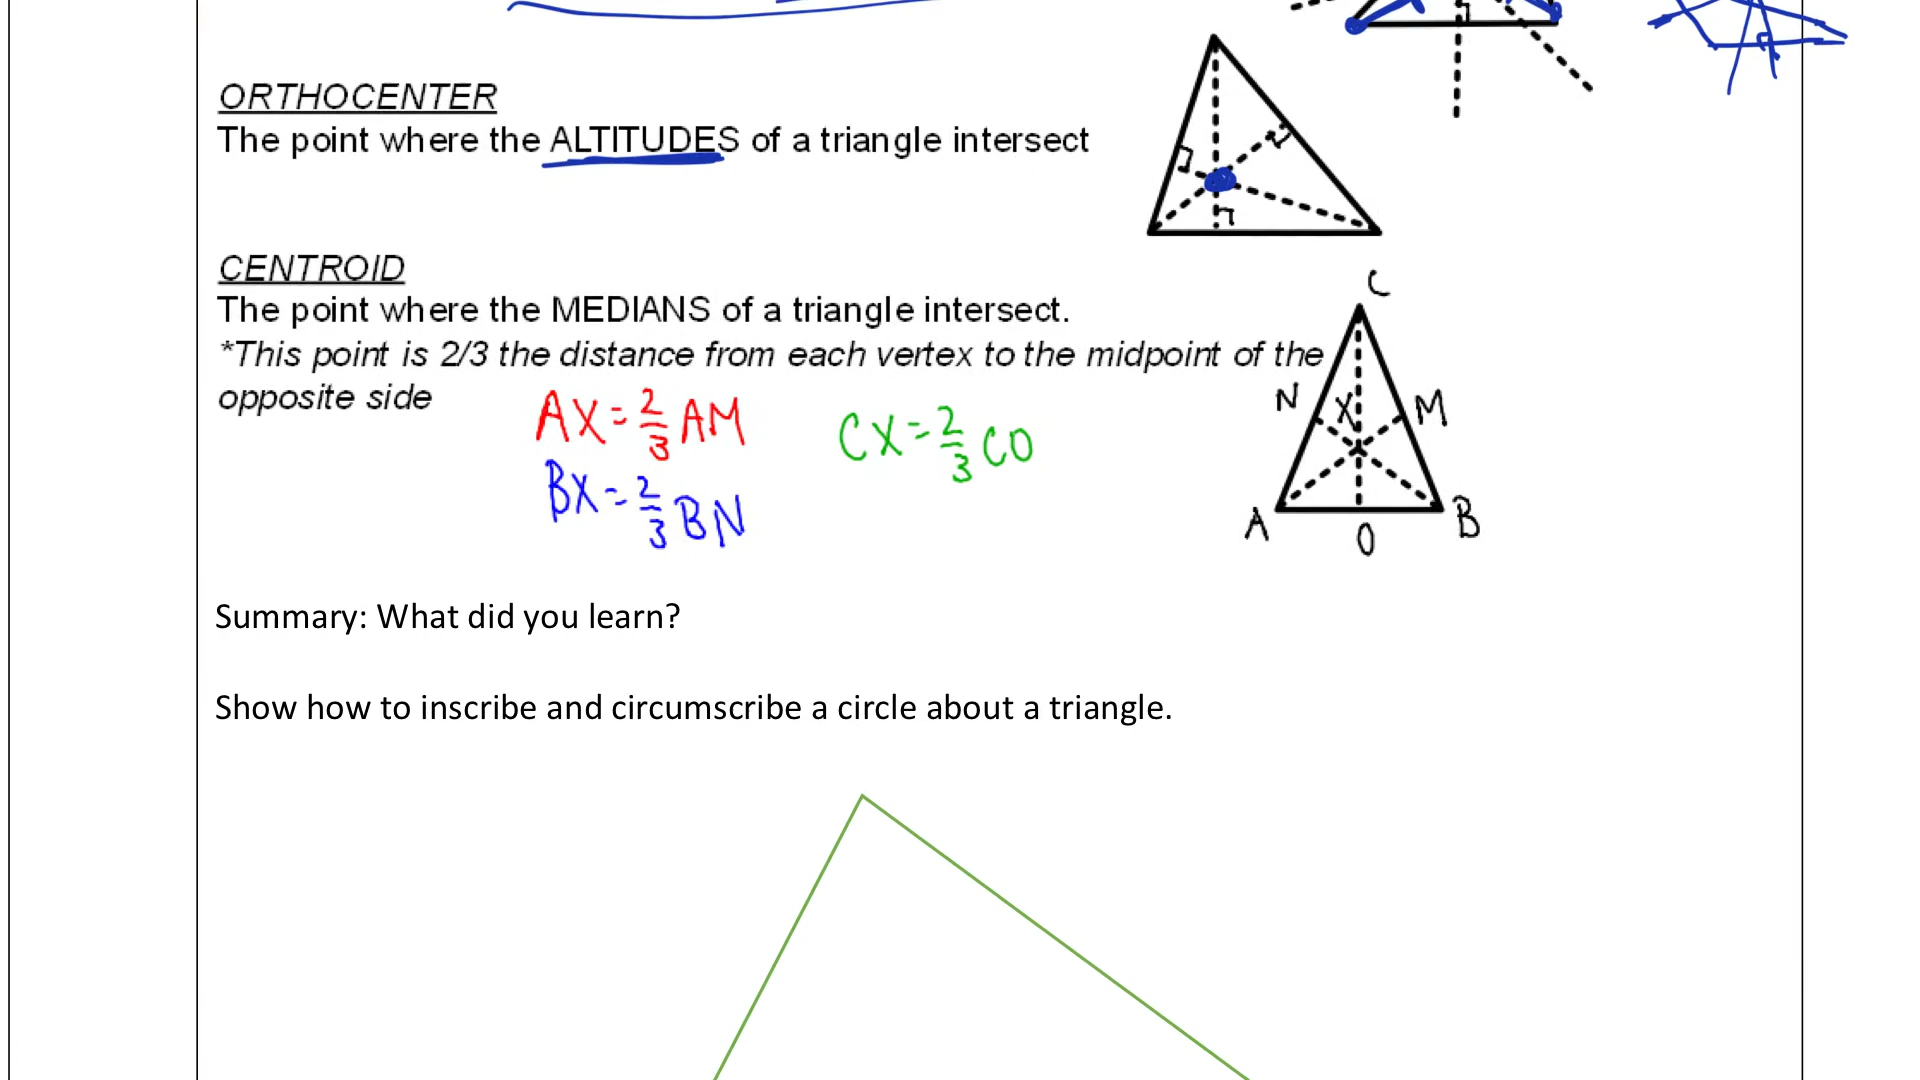 ORTHOCENTER
The point where the ALTITUDES of a triangle intersect
CENTROID
The point where the MEDIANS of a triangle intersect.
*This point is 2/3 the distance from each vertex to the midpoint of the
opposite side
AX = 2/3 AM
CX = 2/3 CO
BX = 2/3 BN
C
N
X
M
A
O
B
Summary: What did you learn?
Show how to inscribe and circumscribe a circle about a triangle.